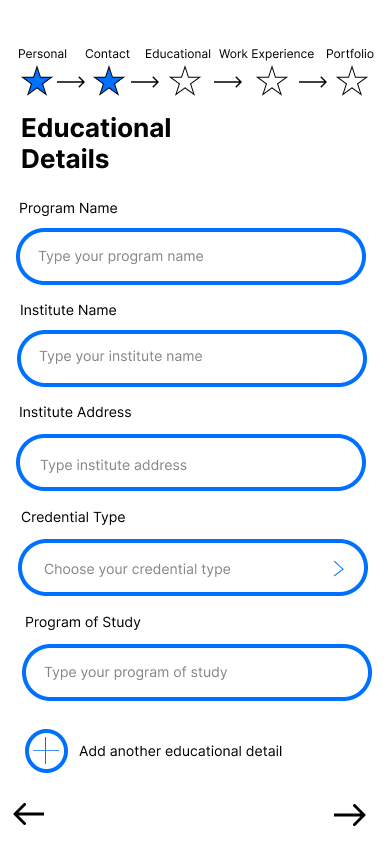 Personal Contact Educational Work Experience Portfolio
Educational
Details
Program Name
Type your program name
Institute Name
Type your institute name
Institute Address
Type institute address
Credential Type
Choose your credential type
Program of Study
Type your program of study
Add another educational detail